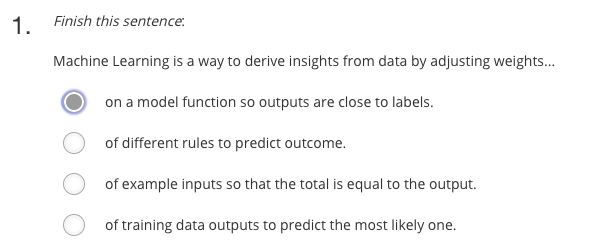 1. Finish this sentence:
Machine Learning is a way to derive insights from data by adjusting weights...
on a model function so outputs are close to labels.
of different rules to predict outcome.
of example inputs so that the total is equal to the output.
of training data outputs to predict the most likely one.